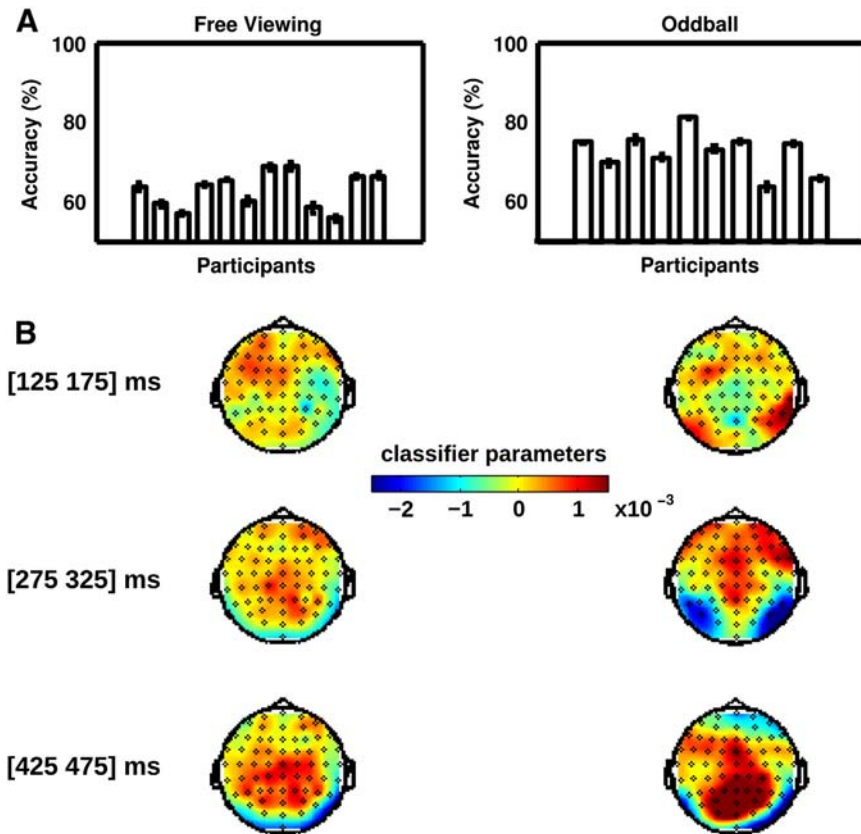 A
Free Viewing
Oddball
100
80
60
Accuracy (%)
Participants
100
80
60
Accuracy (%)
Participants
B
[125 175] ms
classifier parameters
−2 −1 0 1 x10⁻³
[275 325] ms
[425 475] ms